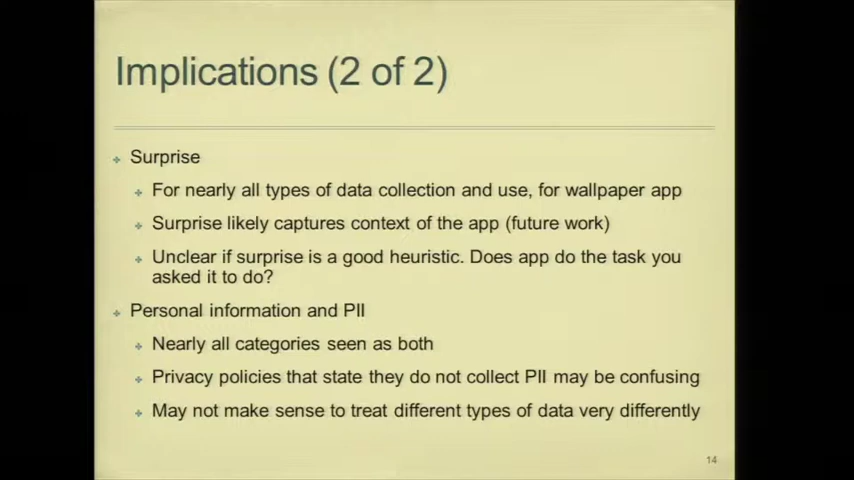 Implications (2 of 2)
Surprise
For nearly all types of data collection and use, for wallpaper app
Surprise likely captures context of the app (future work)
Unclear if surprise is a good heuristic. Does app do the task you
asked it to do?
Personal information and PII
Nearly all categories seen as both
Privacy policies that state they do not collect PII may be confusing
May not make sense to treat different types of data very differently
14